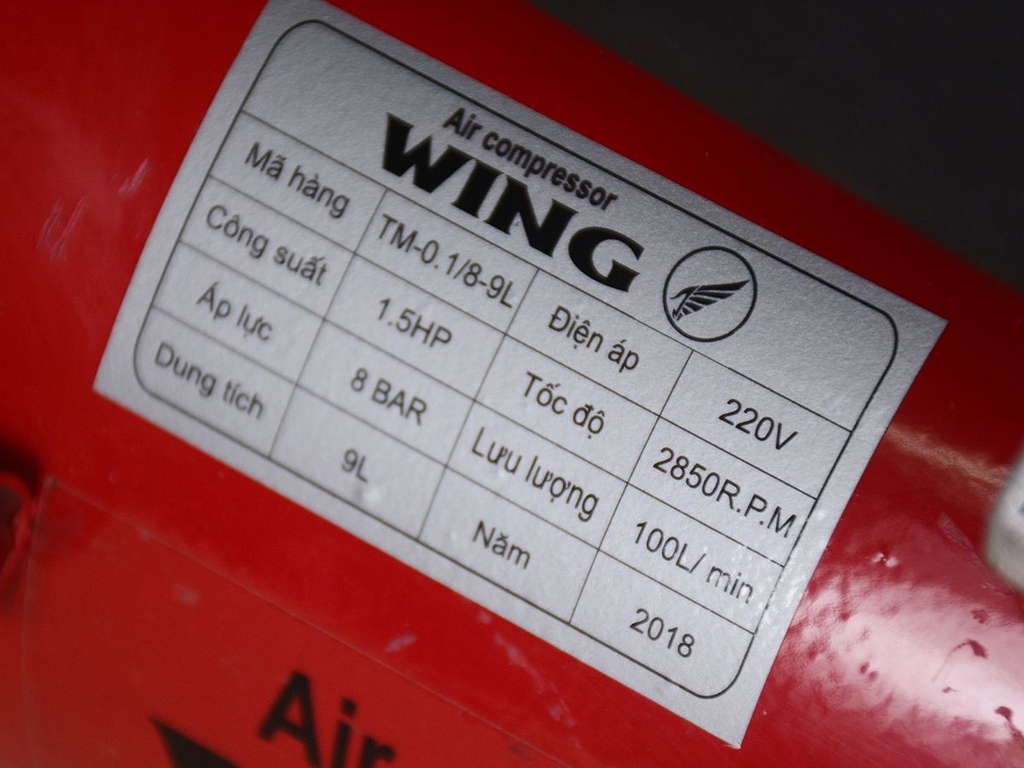 Air compressor
WING
Mã hàng TM-0.1/8-9L Điện áp 220V
Công suất 1.5HP Tốc độ 2850R.P.M
Áp lực 8 BAR Lưu lượng 100L/ min
Dung tích 9L Năm 2018
Air